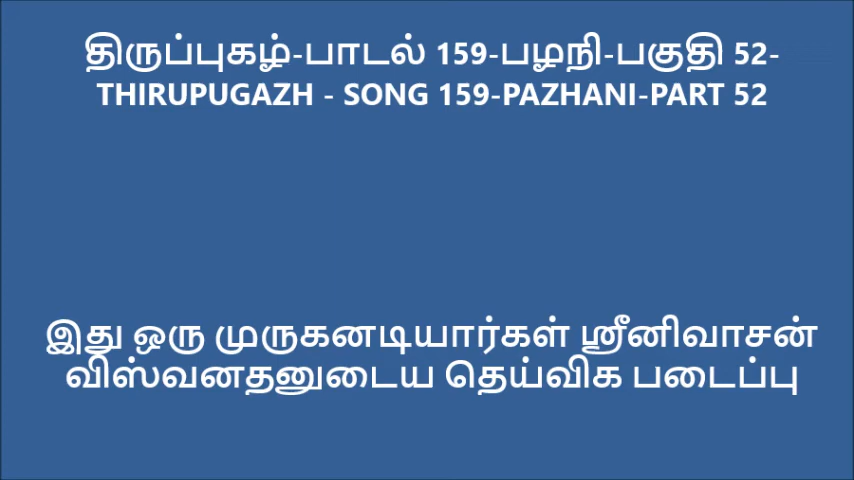 திருப்புகழ்-பாடல் 159-பழநி-பகுதி 52-
THIRUPUGAZH - SONG 159-PAZHANI-PART 52
இது ஒரு முருகனடியார்கள் ஸ்ரீனிவாசன்
விஸ்வனதனுடைய தெய்விக படைப்பு